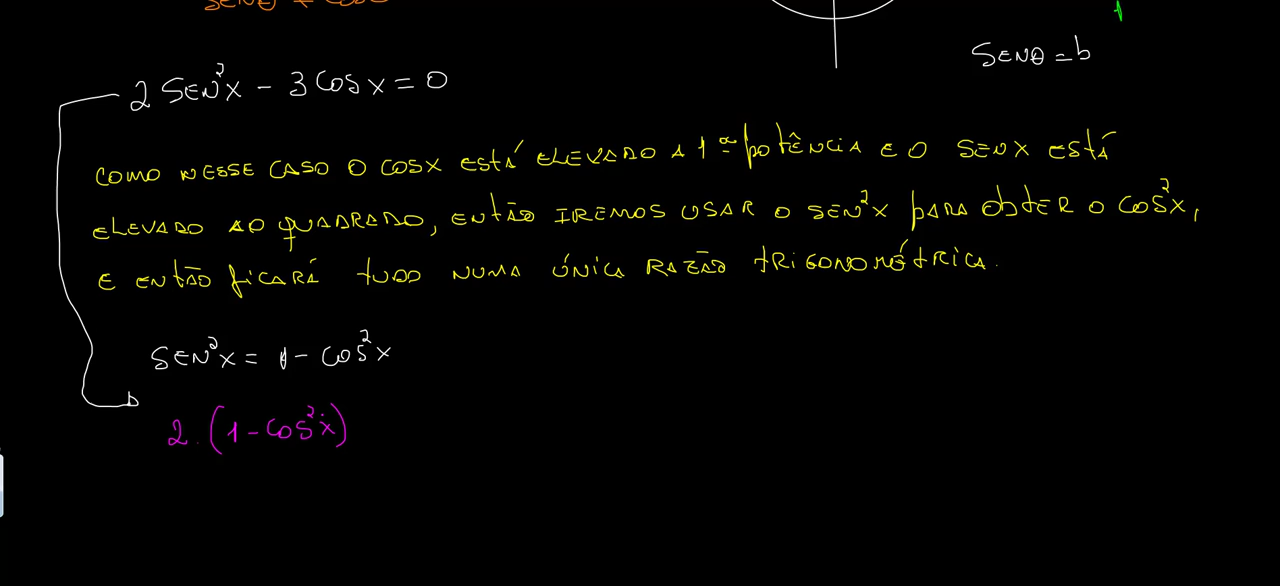 SENθ = b
2 SEN²x - 3 COS x = 0
COMO NESSE CASO O COSX ESTÁ ELEVADO A 1ª POTÊNCIA E O SENX ESTÁ
ELEVADO AO QUADRADO, ENTÃO IREMOS USAR O SEN²X PARA ObtER O COS²X,
E ENTÃO FICARÁ TUDO NUMA ÚNICA RAZÃO TRIGONOMÉTRICA.
SEN²x = 1 - COS²x
2. (1 - COS²x)